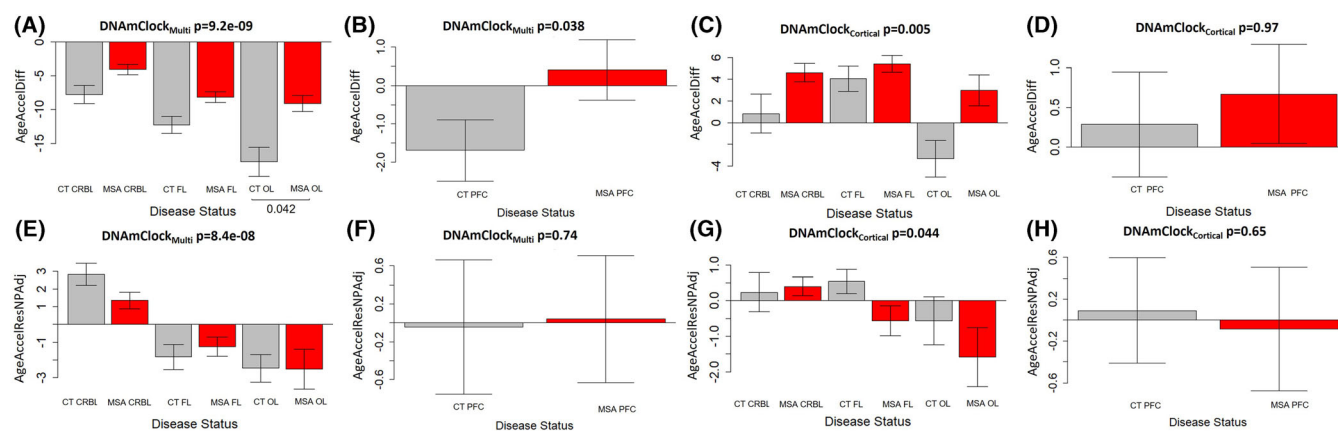 (A)
DNAmClockMulti p=9.2e-09
AgeAccelDiff
0
-5
-10
-15
CT CRBL MSA CRBL CT FL MSA FL CT OL MSA OL
Disease Status
0.042
(B)
DNAmClockMulti p=0.038
AgeAccelDiff
1.0
0.0
-1.0
-2.0
CT PFC MSA PFC
Disease Status
(C)
DNAmClockCortical p=0.005
AgeAccelDiff
6
4
2
0
-4
CT CRBL MSA CRBL CT FL MSA FL CT OL MSA OL
Disease Status
(D)
DNAmClockCortical p=0.97
AgeAccelDiff
1.0
0.5
0.0
CT PFC MSA PFC
Disease Status
(E)
DNAmClockMulti p=8.4e-08
AgeAccelResNPAdj
3
1
-1
-3
CT CRBL MSA CRBL CT FL MSA FL CT OL MSA OL
Disease Status
(F)
DNAmClockMulti p=0.74
AgeAccelResNPAdj
0.6
0.2
-0.2
-0.6
CT PFC MSA PFC
Disease Status
(G)
DNAmClockCortical p=0.044
AgeAccelResNPAdj
1.0
0.0
-1.0
-2.0
CT CRBL MSA CRBL CT FL MSA FL CT OL MSA OL
Disease Status
(H)
DNAmClockCortical p=0.65
AgeAccelResNPAdj
0.6
0.2
-0.2
-0.6
CT PFC MSA PFC
Disease Status